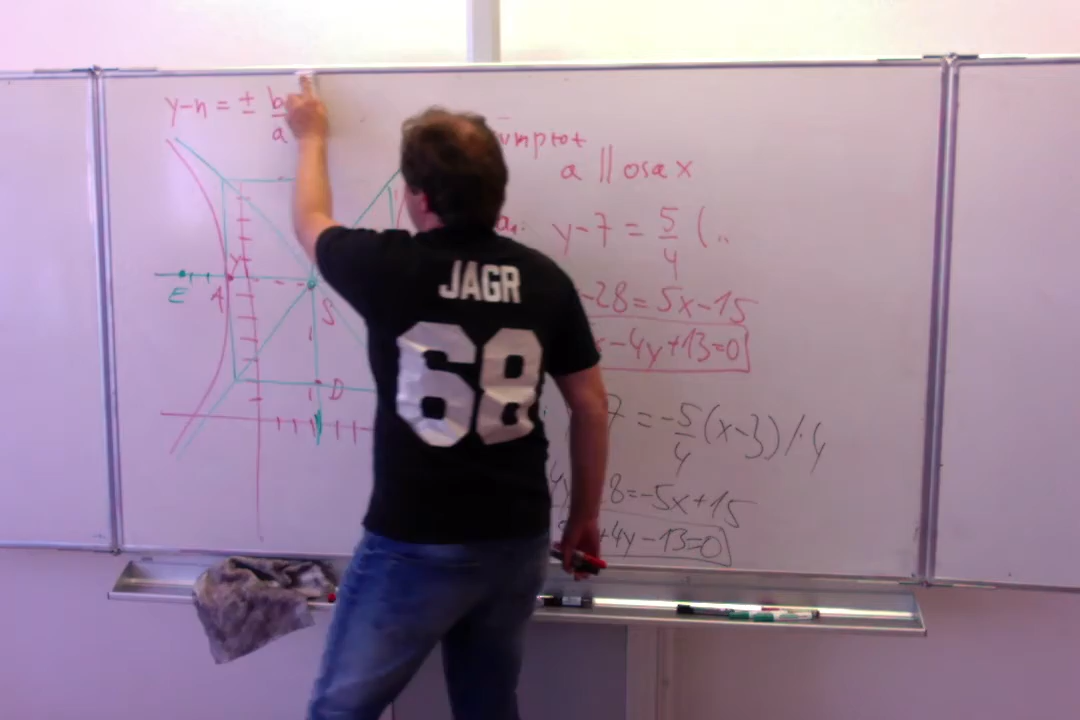 y-n = ± b/a
a || osa x
y-7 = 5/4 (..
-28 = 5x-15
-4y+13=0
E A Y S
D
JAGR
68
7 = -5/4 (x-3) /·4
8=-5x+15
+4y-13=0